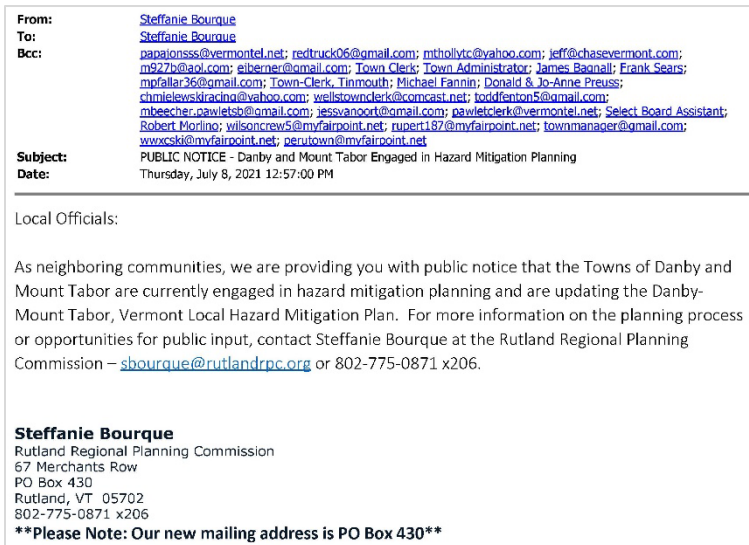 From: Steffanie Bourque
To: Steffanie Bourque
Bcc: papajonsss@vermontel.net; redtruck06@gmail.com; mthollytc@yahoo.com; jeff@chasevermont.com;
m927b@aol.com; eiberner@gmail.com; Town Clerk; Town Administrator; James Bagnall; Frank Sears;
mpfallar36@gmail.com; Town-Clerk, Tinmouth; Michael Fannin; Donald & Jo-Anne Preuss;
chmielewskiracing@yahoo.com; wellstownclerk@comcast.net; toddfenton5@gmail.com;
mbeecher.pawletsb@gmail.com; jessvanoort@gmail.com; pawletclerk@vermontel.net; Select Board Assistant;
Robert Morlino; wilsoncrew5@myfairpoint.net; rupert187@myfairpoint.net; townmanager@gmail.com;
wwxcski@myfairpoint.net; perutown@myfairpoint.net
Subject: PUBLIC NOTICE - Danby and Mount Tabor Engaged in Hazard Mitigation Planning
Date: Thursday, July 8, 2021 12:57:00 PM
Local Officials:
As neighboring communities, we are providing you with public notice that the Towns of Danby and
Mount Tabor are currently engaged in hazard mitigation planning and are updating the Danby-
Mount Tabor, Vermont Local Hazard Mitigation Plan.  For more information on the planning process
or opportunities for public input, contact Steffanie Bourque at the Rutland Regional Planning
Commission – sbourque@rutlandrpc.org or 802-775-0871 x206.
Steffanie Bourque
Rutland Regional Planning Commission
67 Merchants Row
PO Box 430
Rutland, VT  05702
802-775-0871 x206
**Please Note: Our new mailing address is PO Box 430**